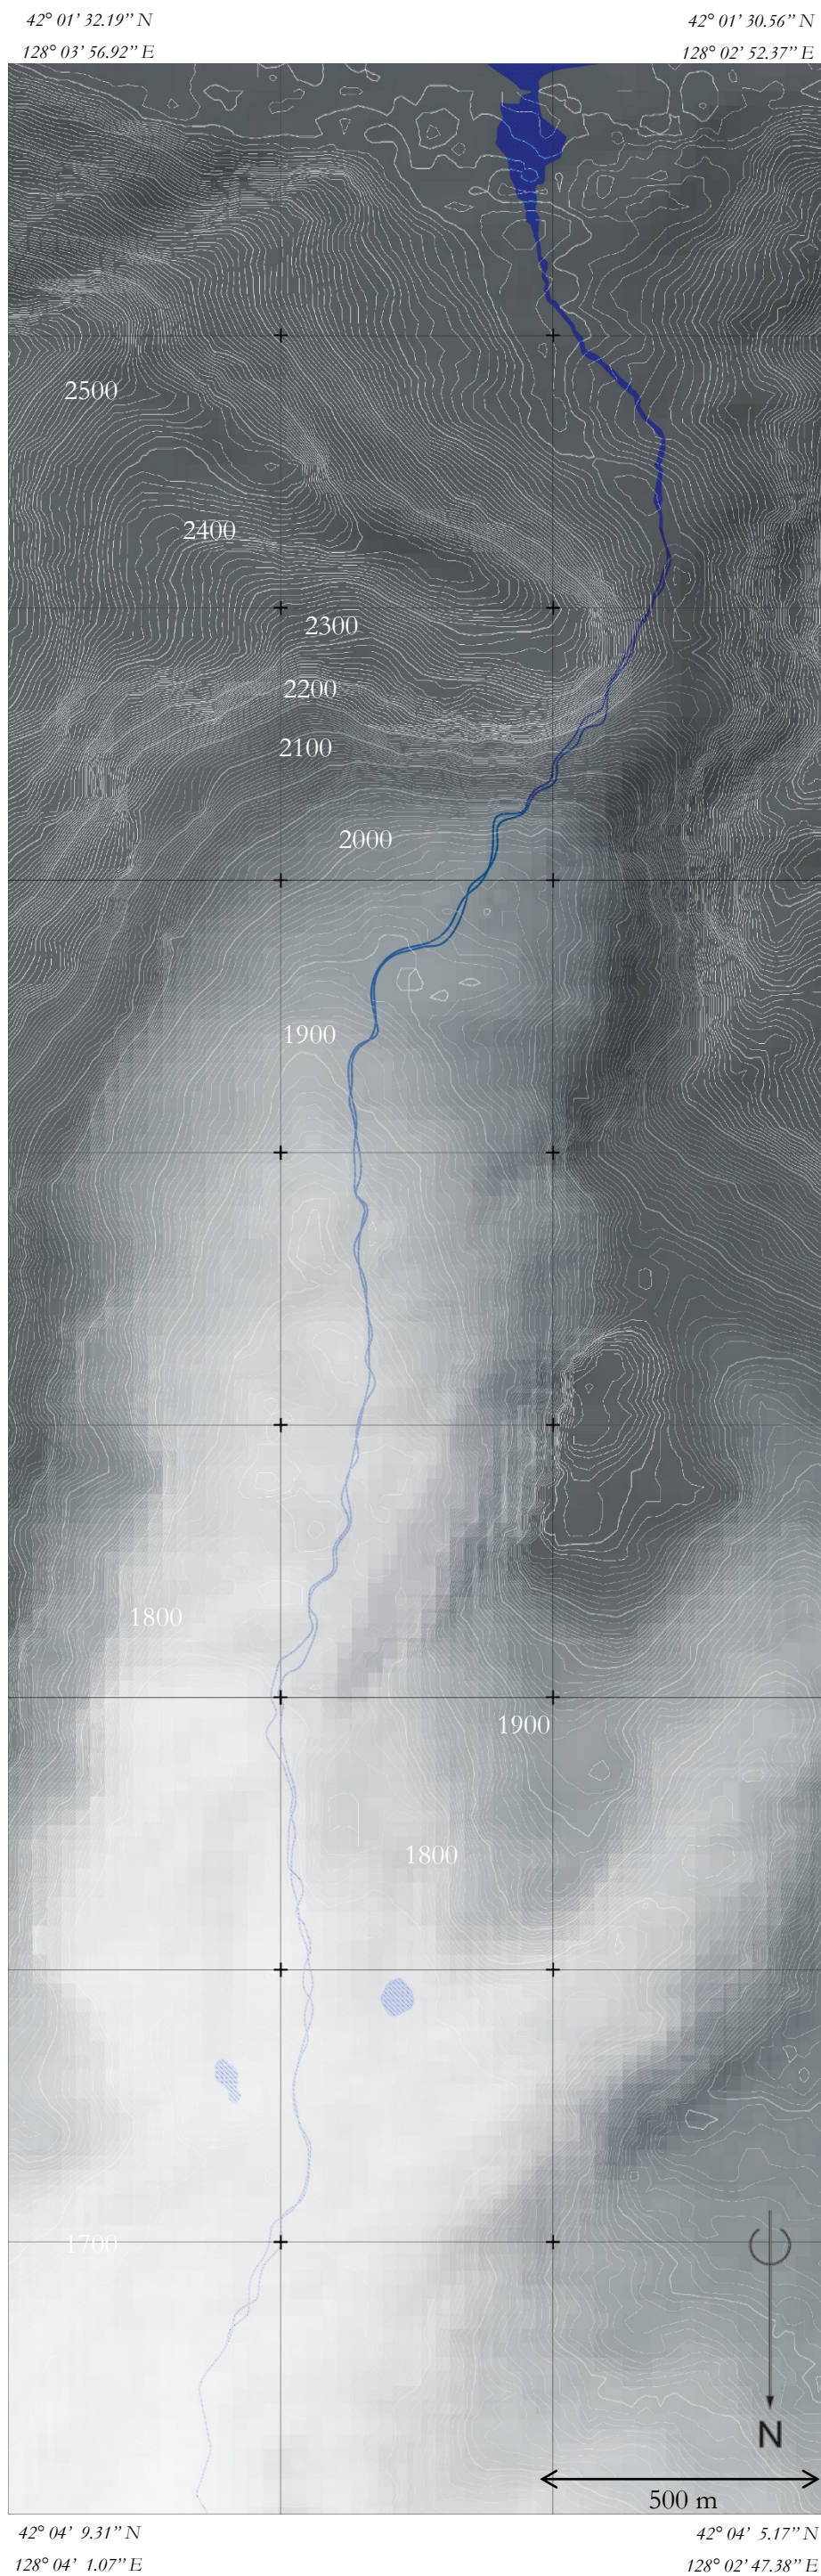 42° 01’ 32.19” N
42° 01’ 30.56” N
128° 03’ 56.92” E
128° 02’ 52.37” E
2500
2400
2300
2200
2100
2000
1900
1800
1900
1800
1700
N
500 m
42° 04’ 9.31” N
42° 04’ 5.17” N
128° 04’ 1.07” E
128° 02’ 47.38” E